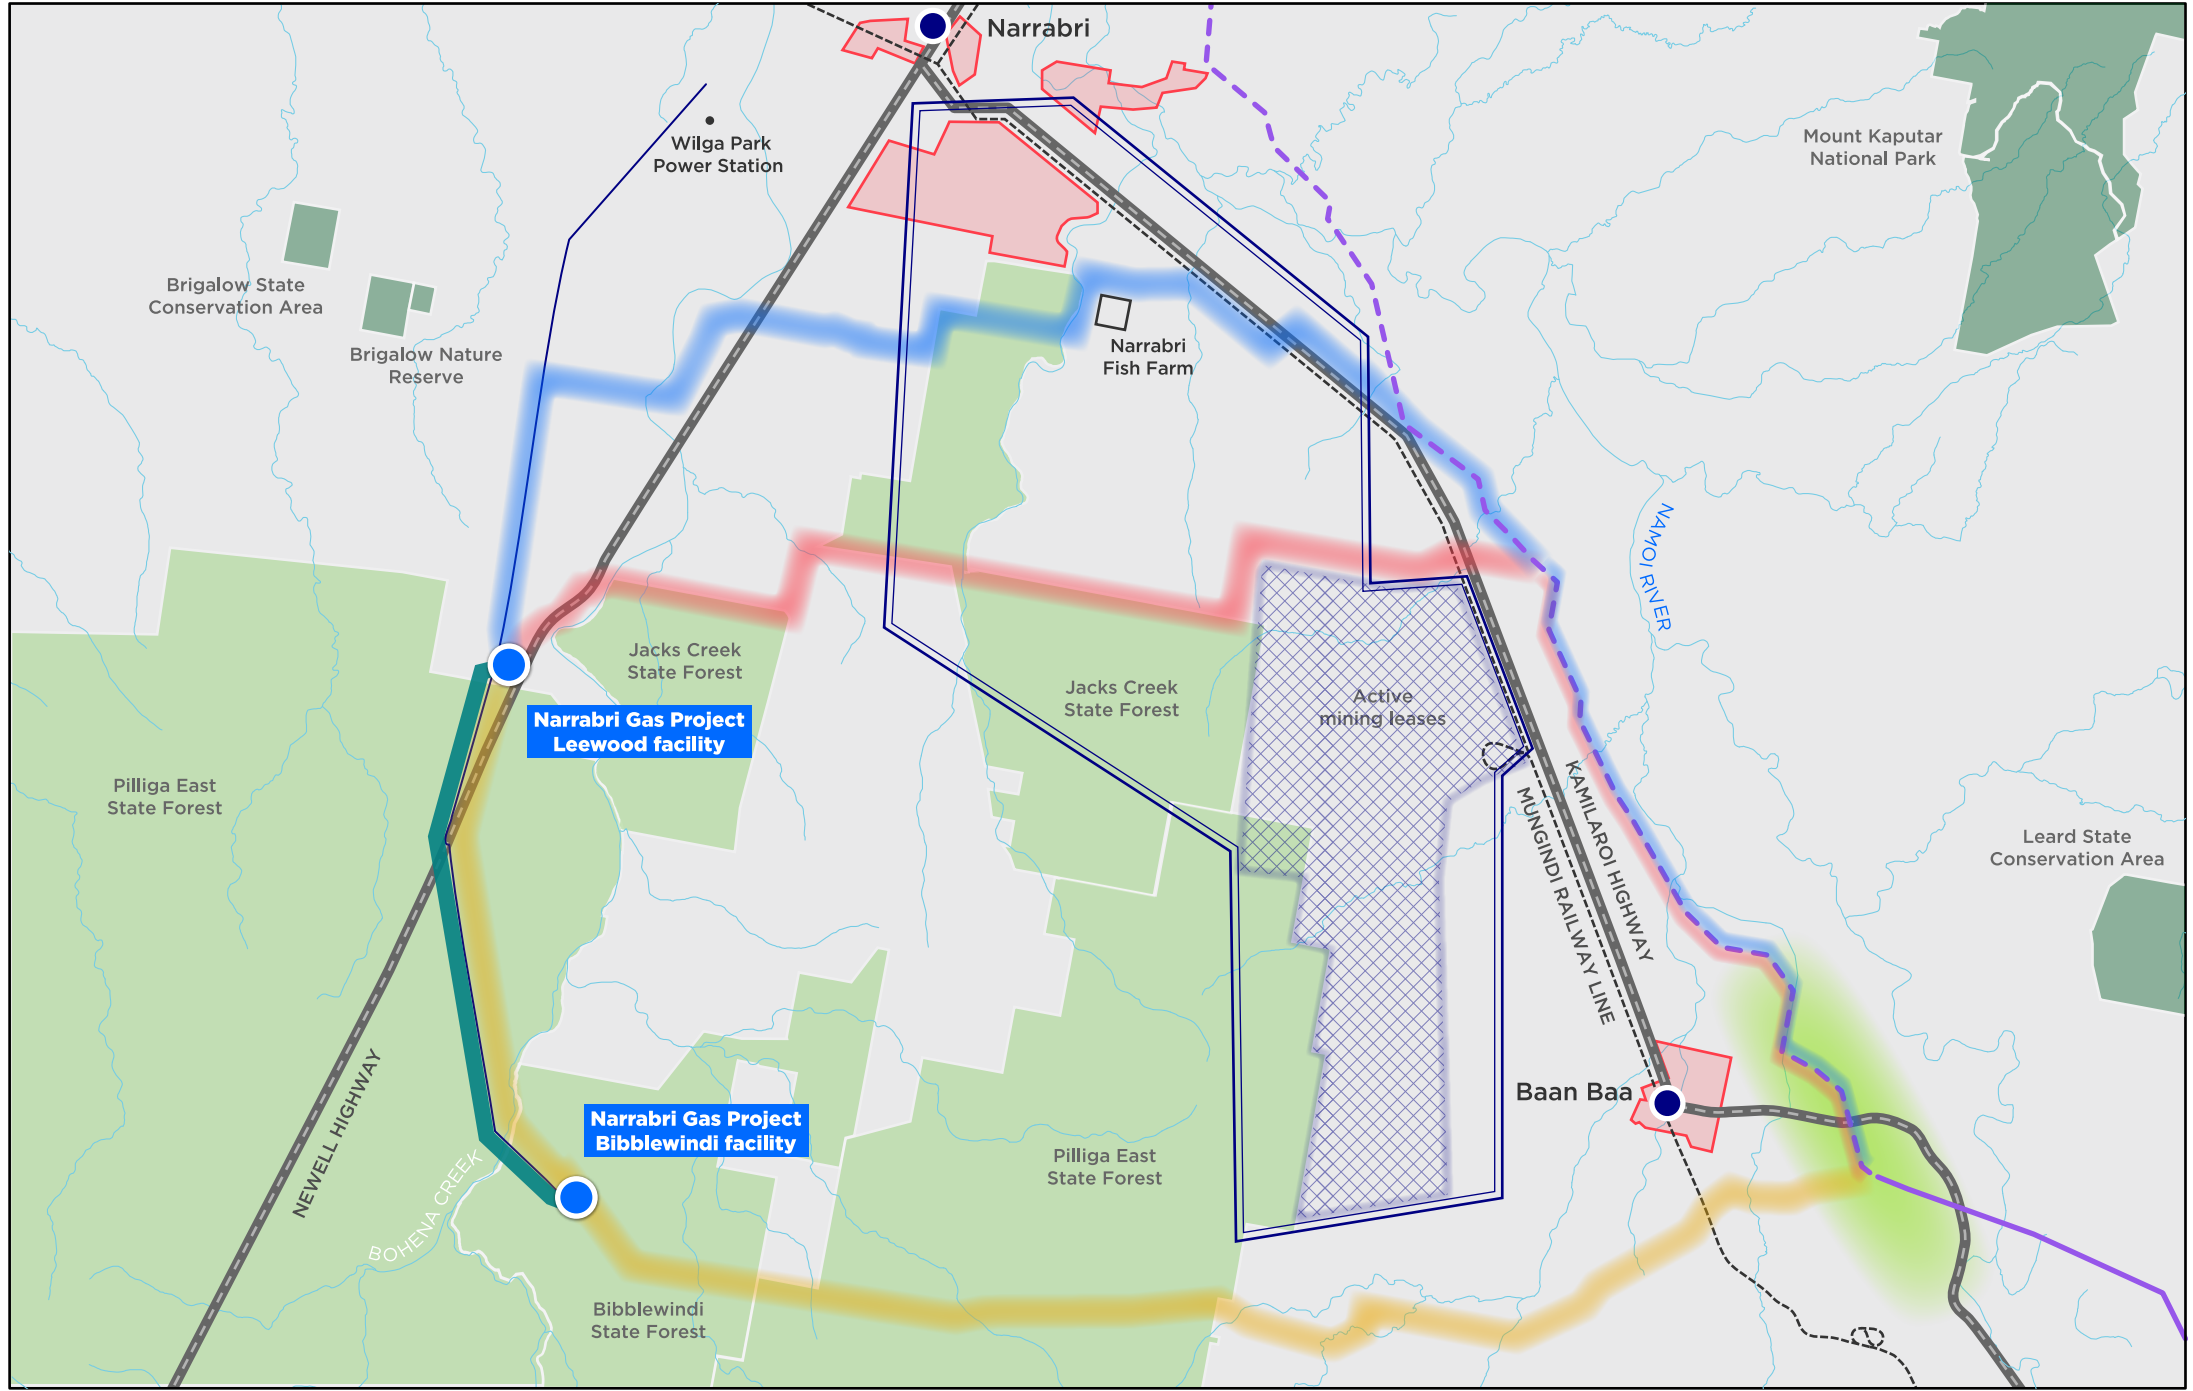 Narrabri
Wilga Park
Power Station
Mount Kaputar
National Park
Brigalow State
Conservation Area
Brigalow Nature
Reserve
Narrabri
Fish Farm
NAMOI RIVER
Jacks Creek
State Forest
Jacks Creek
State Forest
Active
mining leases
Narrabri Gas Project
Leewood facility
Pilliga East
State Forest
KAMILAROI HIGHWAY
MUNGINDI RAILWAY LINE
Leard State
Conservation Area
Baan Baa
Narrabri Gas Project
Bibblewindi facility
NEWELL HIGHWAY
BOHENA CREEK
Pilliga East
State Forest
Bibblewindi
State Forest